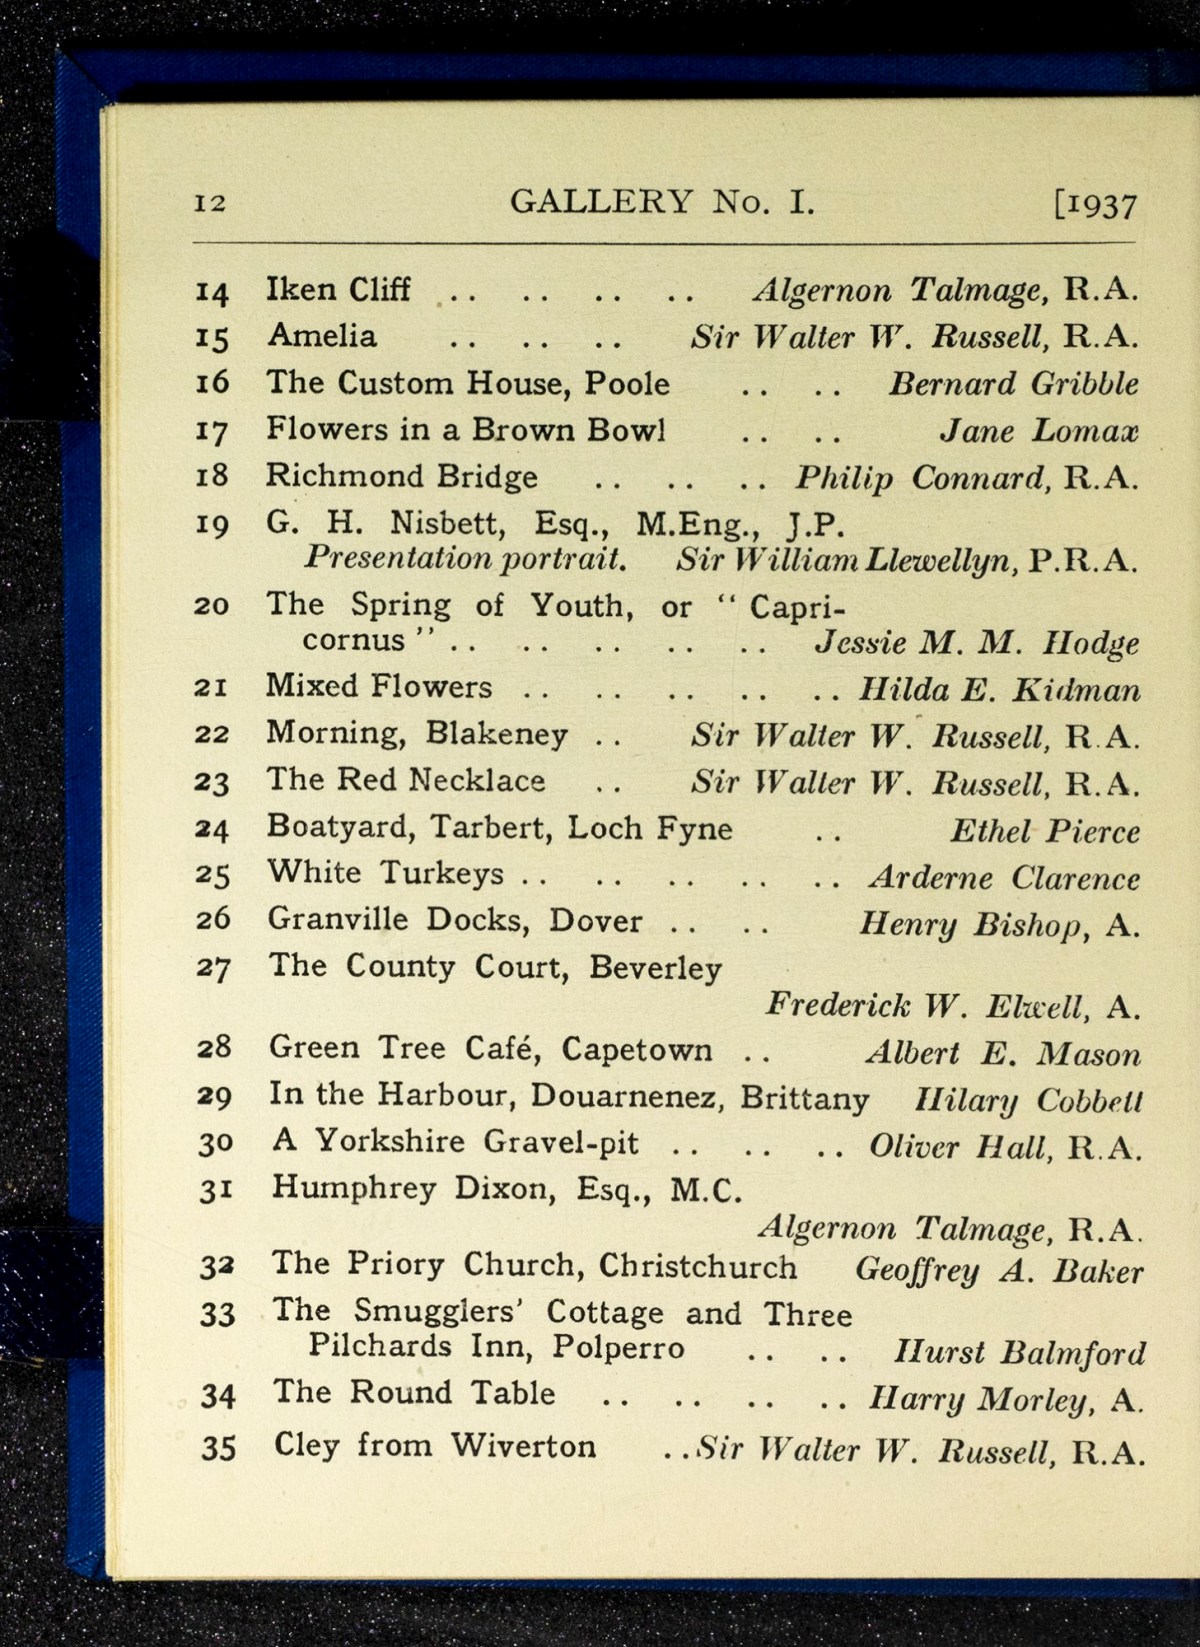 12 GALLERY No. I. [1937
14 Iken Cliff .. .. .. .. Algernon Talmage, R.A.
15 Amelia .. .. .. Sir Walter W. Russell, R.A.
16 The Custom House, Poole .. .. Bernard Gribble
17 Flowers in a Brown Bowl .. .. Jane Lomax
18 Richmond Bridge .. .. .. Philip Connard, R.A.
19 G. H. Nisbett, Esq., M.Eng., J.P.
Presentation portrait. Sir William Llewellyn, P.R.A.
20 The Spring of Youth, or " Capri-
cornus " .. .. .. .. .. Jessie M. M. Hodge
21 Mixed Flowers .. .. .. .. .. Hilda E. Kidman
22 Morning, Blakeney .. Sir Walter W. Russell, R.A.
23 The Red Necklace .. Sir Walter W. Russell, R.A.
24 Boatyard, Tarbert, Loch Fyne .. Ethel Pierce
25 White Turkeys .. .. .. .. .. Arderne Clarence
26 Granville Docks, Dover .. .. Henry Bishop, A.
27 The County Court, Beverley
Frederick W. Elwell, A.
28 Green Tree Café, Capetown .. Albert E. Mason
29 In the Harbour, Douarnenez, Brittany Hilary Cobbett
30 A Yorkshire Gravel-pit .. .. .. Oliver Hall, R.A.
31 Humphrey Dixon, Esq., M.C.
Algernon Talmage, R.A.
32 The Priory Church, Christchurch Geoffrey A. Baker
33 The Smugglers' Cottage and Three
Pilchards Inn, Polperro .. .. Hurst Balmford
34 The Round Table .. .. .. .. Harry Morley, A.
35 Cley from Wiverton .. Sir Walter W. Russell, R.A.